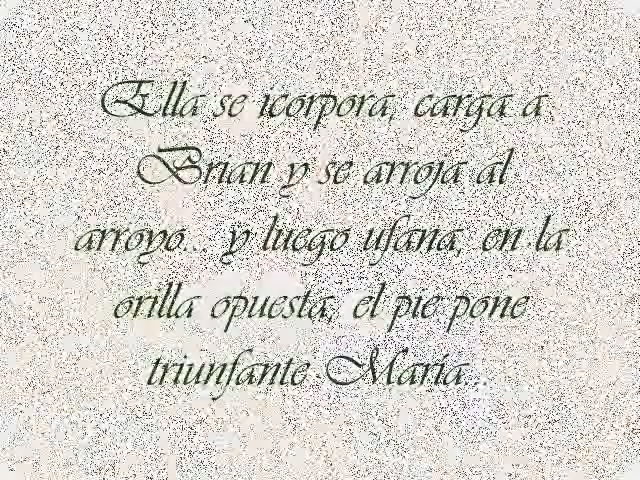 Ella se icorpora, carga a
Brian y se arroja al
arroyo... y luego ufana, en la
orilla opuesta, el pie pone
triunfante María...